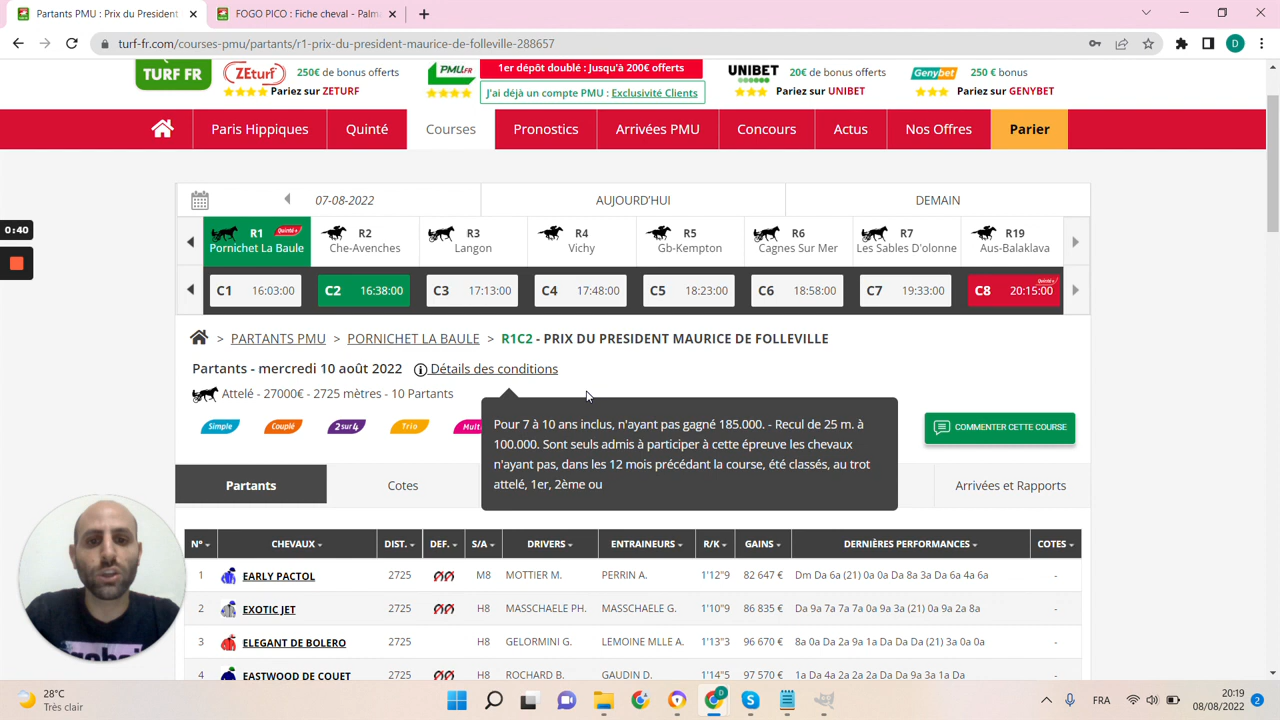 Partants PMU : Prix du President
FOGO PICO : Fiche cheval - Palm
turf-fr.com/courses-pmu/partants/r1-prix-du-president-maurice-de-folleville-288657
D
TURF FR
ZEturf 250€ de bonus offerts
Pariez sur ZETURF
PMU.FR 1er dépôt doublé : Jusqu'à 200€ offerts
J'ai déjà un compte PMU : Exclusivité Clients
UNIBET 20€ de bonus offerts
Pariez sur UNIBET
Genybet 250 € bonus
Pariez sur GENYBET
Paris Hippiques Quinté Courses Pronostics Arrivées PMU Concours Actus Nos Offres Parier
07-08-2022 AUJOURD'HUI DEMAIN
R1 Quinté+ R2 R3 R4 R5 R6 R7 R19
Pornichet La Baule Che-Avenches Langon Vichy Gb-Kempton Cagnes Sur Mer Les Sables D'olonne Aus-Balaklava
0:40
C1 16:03:00 C2 16:38:00 C3 17:13:00 C4 17:48:00 C5 18:23:00 C6 18:58:00 C7 19:33:00 C8 20:15:00 Quinté+
> PARTANTS PMU > PORNICHET LA BAULE > R1C2 - PRIX DU PRESIDENT MAURICE DE FOLLEVILLE
Partants - mercredi 10 août 2022 Détails des conditions
Attelé - 27000€ - 2725 mètres - 10 Partants
Simple Couplé 2sur4 Trio Mult
Pour 7 à 10 ans inclus, n'ayant pas gagné 185.000. - Recul de 25 m. à
100.000. Sont seuls admis à participer à cette épreuve les chevaux
n'ayant pas, dans les 12 mois précédant la course, été classés, au trot
attelé, 1er, 2ème ou
COMMENTER CETTE COURSE
Partants Cotes Arrivées et Rapports
N° CHEVAUX DIST. DEF. S/A DRIVERS ENTRAINEURS R/K GAINS DERNIÈRES PERFORMANCES COTES
1 EARLY PACTOL 2725 M8 MOTTIER M. PERRIN A. 1'12"9 82 647 € Dm Da 6a (21) 0a 0a Da 8a 3a Da 6a 4a 6a -
2 EXOTIC JET 2725 H8 MASSCHAELE PH. MASSCHAELE G. 1'10"9 86 835 € Da 9a 7a 7a 7a 0a 9a 3a (21) 0a 9a 2a 8a -
3 ELEGANT DE BOLERO 2725 H8 GELORMINI G. LEMOINE MLLE A. 1'13"3 96 670 € 8a 0a Da 2a 9a 1a Da Da Da (21) 3a 0a 0a -
4 EASTWOOD DE COUET 2725 H8 ROCHARD B. GAUDIN D. 1'14"5 97 570 € 1a Da 4a Da (21) 9a Da 9a 3a 1a Da -
28°C
Très clair
FRA
20:19
08/08/2022
2